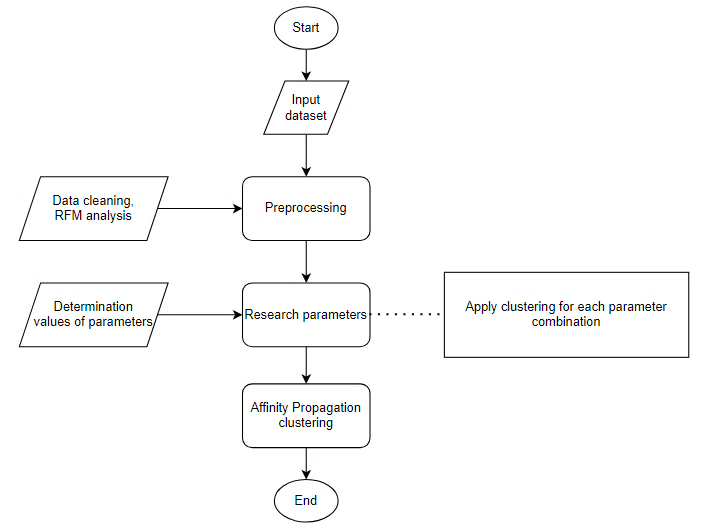 Start
Input
dataset
Data cleaning,
RFM analysis
Preprocessing
Determination
values of parameters
Research parameters
Apply clustering for each parameter
combination
Affinity Propagation
clustering
End